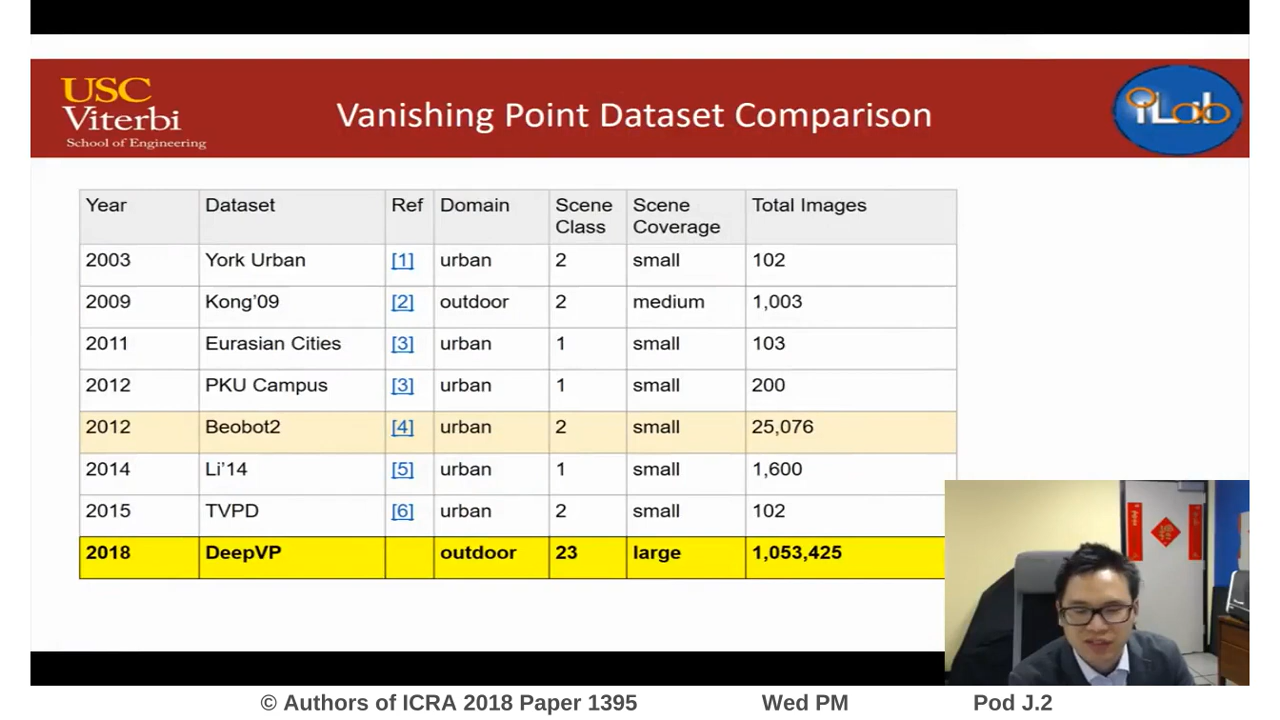 USC
Viterbi
School of Engineering
Vanishing Point Dataset Comparison
iLab
Year Dataset Ref Domain Scene Class Scene Coverage Total Images
2003 York Urban [1] urban 2 small 102
2009 Kong’09 [2] outdoor 2 medium 1,003
2011 Eurasian Cities [3] urban 1 small 103
2012 PKU Campus [3] urban 1 small 200
2012 Beobot2 [4] urban 2 small 25,076
2014 Li’14 [5] urban 1 small 1,600
2015 TVPD [6] urban 2 small 102
2018 DeepVP outdoor 23 large 1,053,425
© Authors of ICRA 2018 Paper 1395 Wed PM Pod J.2